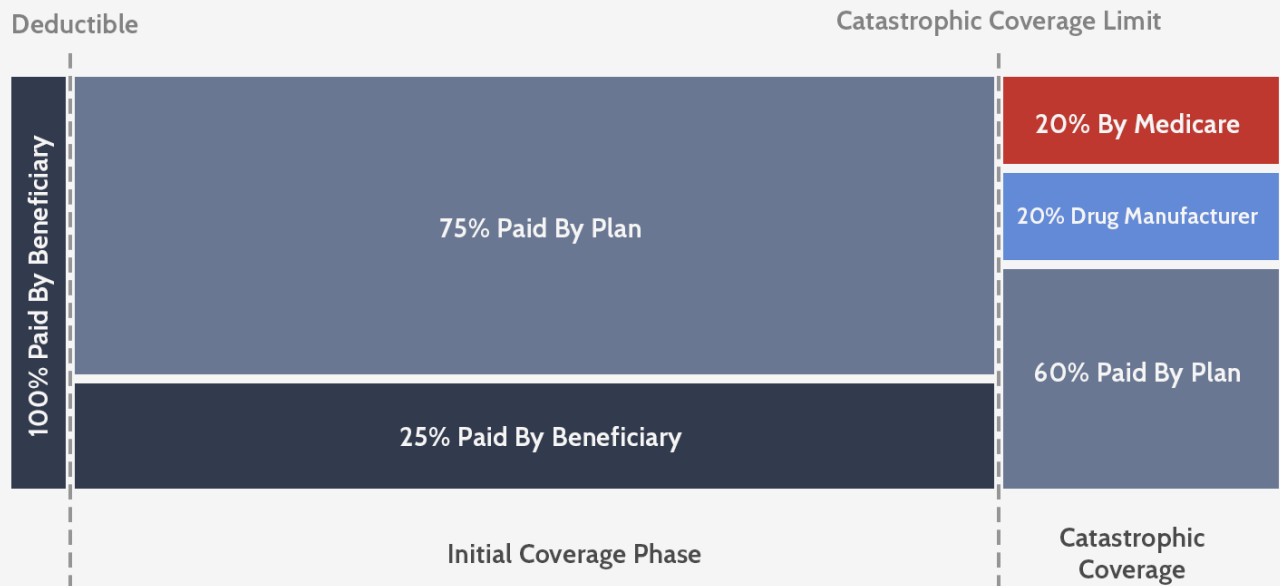 Deductible
Catastrophic Coverage Limit
100% Paid By Beneficiary
75% Paid By Plan
25% Paid By Beneficiary
20% By Medicare
20% Drug Manufacturer
60% Paid By Plan
Initial Coverage Phase
Catastrophic
Coverage